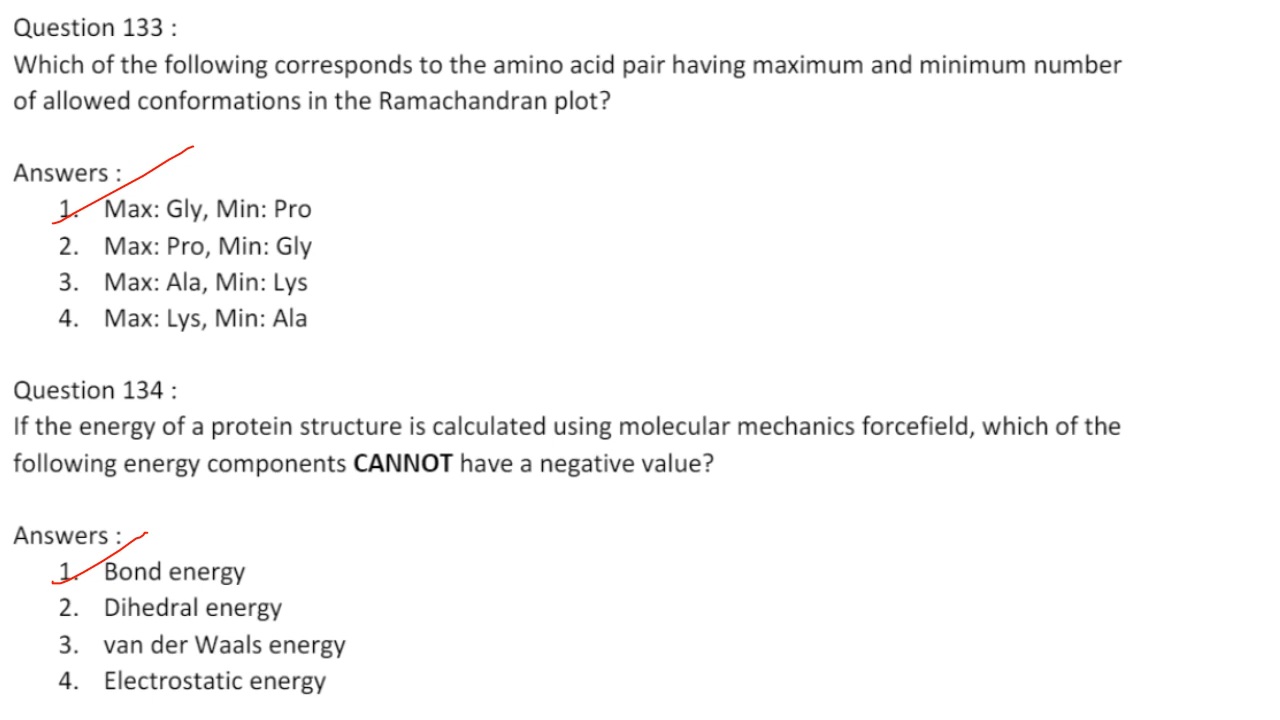 Question 133 :
Which of the following corresponds to the amino acid pair having maximum and minimum number
of allowed conformations in the Ramachandran plot?
Answers :
1. Max: Gly, Min: Pro
2. Max: Pro, Min: Gly
3. Max: Ala, Min: Lys
4. Max: Lys, Min: Ala
Question 134 :
If the energy of a protein structure is calculated using molecular mechanics forcefield, which of the
following energy components CANNOT have a negative value?
Answers :
1. Bond energy
2. Dihedral energy
3. van der Waals energy
4. Electrostatic energy